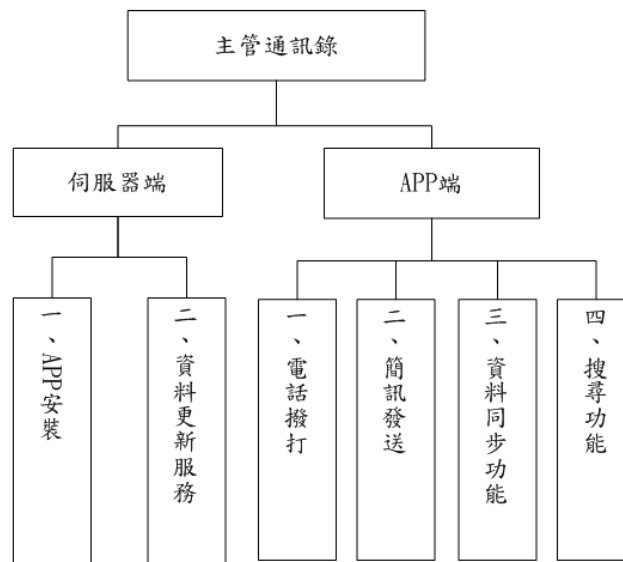 主管通訊錄
伺服器端
APP端
一、APP安裝
二、資料更新服務
一、電話撥打
二、簡訊發送
三、資料同步功能
四、搜尋功能